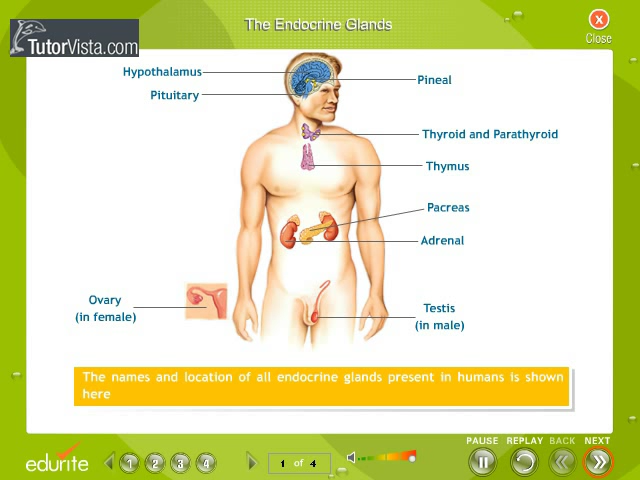 The Endocrine Glands
Close
TutorVista.com
Hypothalamus
Pituitary
Pineal
Thyroid and Parathyroid
Thymus
Pacreas
Adrenal
Ovary
(in female)
Testis
(in male)
The names and location of all endocrine glands present in humans is shown
here
PAUSE REPLAY BACK NEXT
edurite
1 2 3 4
1 of 4